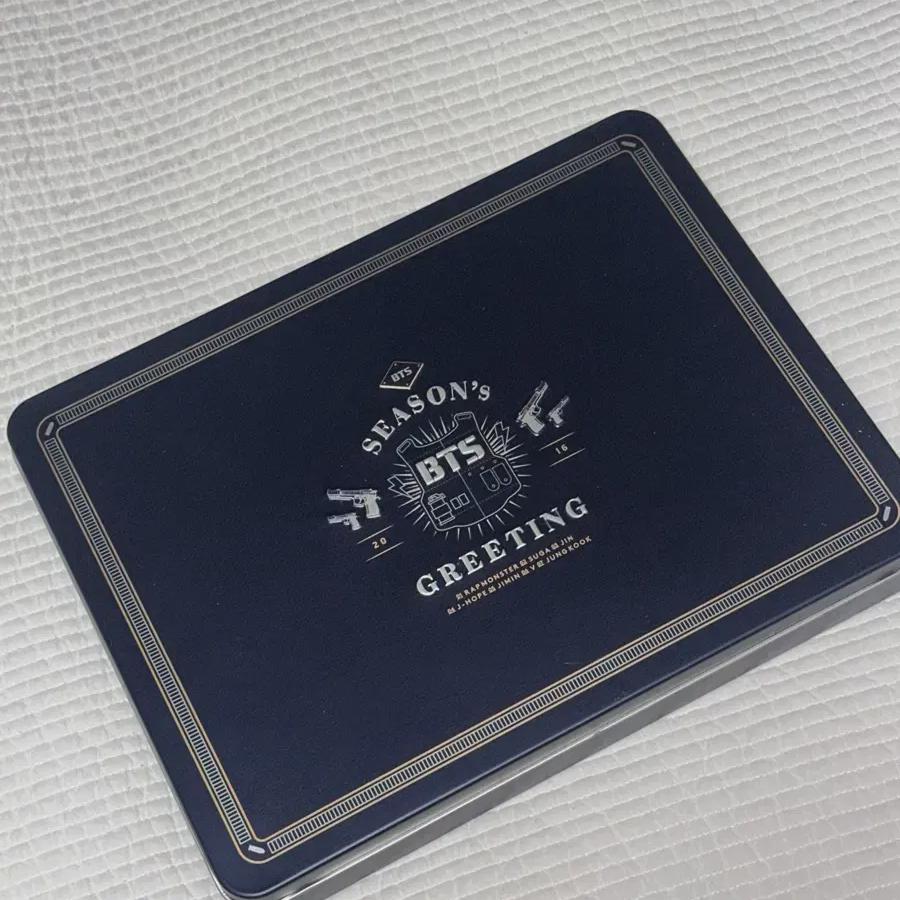 BTS
SEASON'S
BTS
20 16
GREETING
RAPMONSTER SUGA JIN
J-HOPE JIMIN V JUNGKOOK